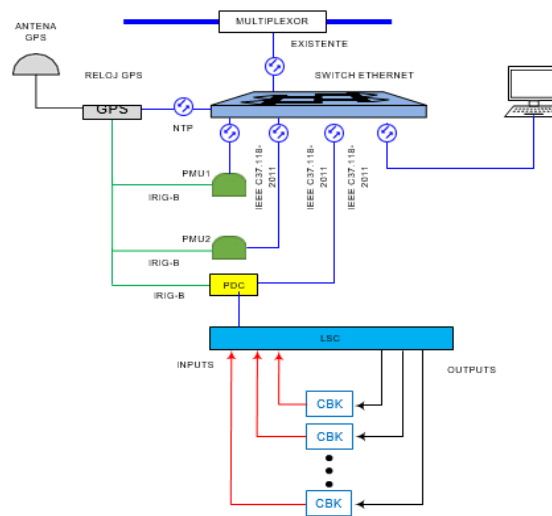 MULTIPLEXOR
ANTENA
GPS
EXISTENTE
RELOJ GPS
SWITCH ETHERNET
GPS
NTP
IEEE C37.118-
2011
IEEE C37.118-
2011
IEEE C37.118-
2011
PMU1
IRIG-B
PMU2
IRIG-B
PDC
IRIG-B
LSC
INPUTS
OUTPUTS
CBK
CBK
CBK